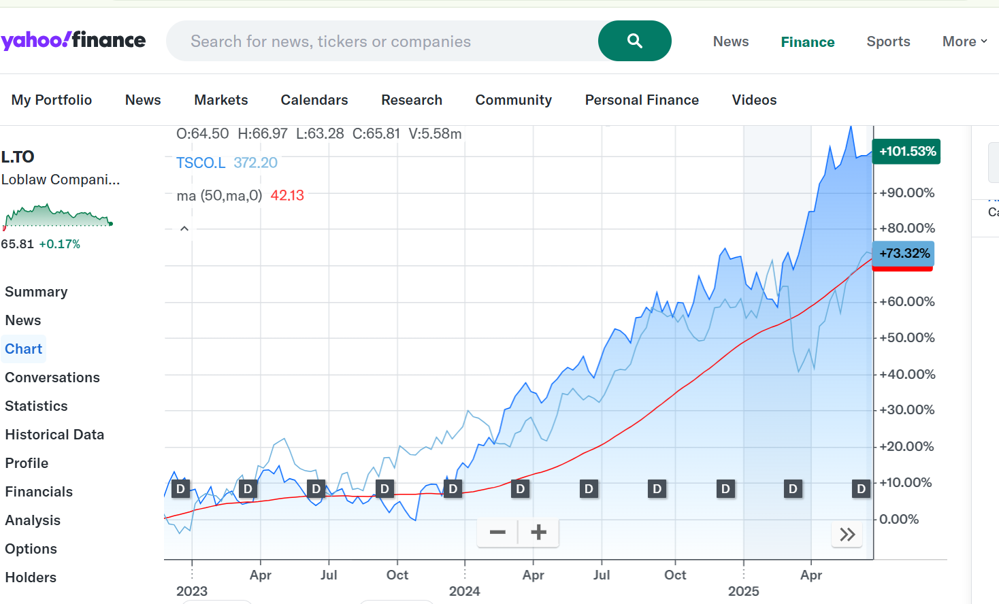 yahoo!finance
Search for news, tickers or companies
News Finance Sports More
My Portfolio News Markets Calendars Research Community Personal Finance Videos
L.TO
Loblaw Compani...
65.81 +0.17%
Summary
News
Chart
Conversations
Statistics
Historical Data
Profile
Financials
Analysis
Options
Holders
O:64.50 H:66.97 L:63.28 C:65.81 V:5.58m
TSCO.L 372.20
ma (50,ma,0) 42.13
+101.53%
+90.00%
+80.00%
+73.32%
+60.00%
+50.00%
+40.00%
+30.00%
+20.00%
+10.00%
0.00%
D D D D D D D D D D D
Apr Jul Oct Apr Jul Oct Apr
2023 2024 2025